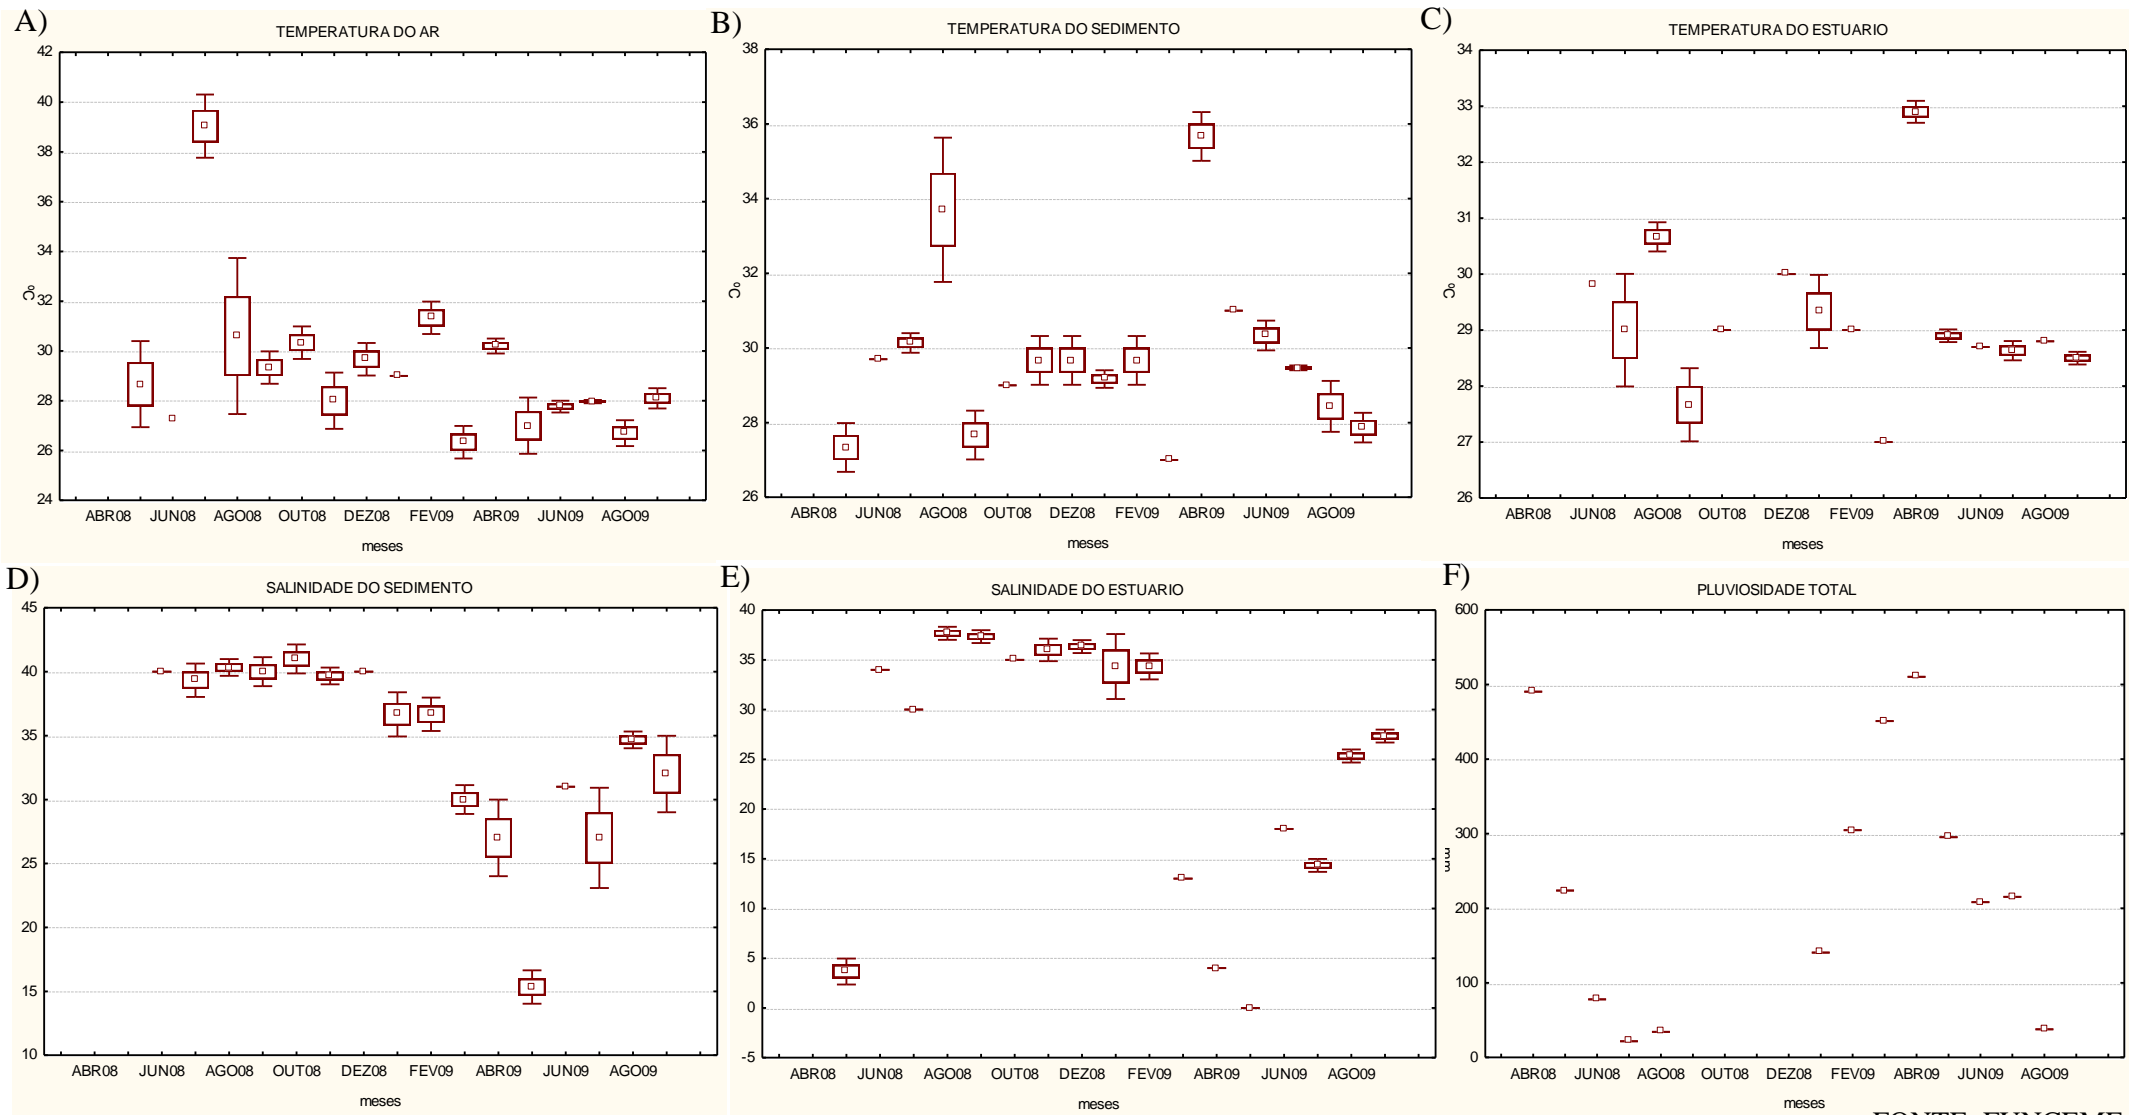 A)
TEMPERATURA DO AR
42
40
38
36
34
32
30
28
26
24
ºC
ABR08 JUN08 AGO08 OUT08 DEZ08 FEV09 ABR09 JUN09 AGO09
meses
B)
TEMPERATURA DO SEDIMENTO
38
36
34
32
30
28
26
ºC
ABR08 JUN08 AGO08 OUT08 DEZ08 FEV09 ABR09 JUN09 AGO09
meses
C)
TEMPERATURA DO ESTUARIO
34
33
32
31
30
29
28
27
26
ºC
ABR08 JUN08 AGO08 OUT08 DEZ08 FEV09 ABR09 JUN09 AGO09
meses
D)
SALINIDADE DO SEDIMENTO
45
40
35
30
25
20
15
10
ABR08 JUN08 AGO08 OUT08 DEZ08 FEV09 ABR09 JUN09 AGO09
meses
E)
SALINIDADE DO ESTUARIO
40
35
30
25
20
15
10
5
0
-5
ABR08 JUN08 AGO08 OUT08 DEZ08 FEV09 ABR09 JUN09 AGO09
meses
F)
PLUVIOSIDADE TOTAL
600
500
400
300
200
100
0
mm
ABR08 JUN08 AGO08 OUT08 DEZ08 FEV09 ABR09 JUN09 AGO09
meses
FONTE: FUNCEME